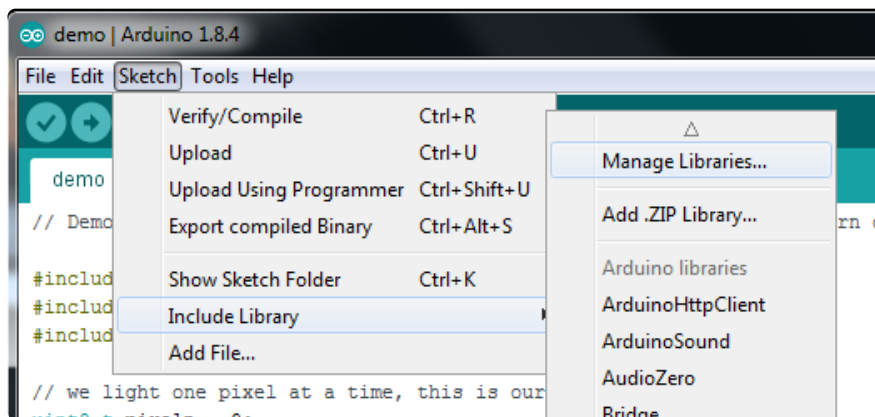 demo | Arduino 1.8.4
File Edit Sketch Tools Help
Verify/Compile Ctrl+R
Upload Ctrl+U
Upload Using Programmer Ctrl+Shift+U
Export compiled Binary Ctrl+Alt+S
Show Sketch Folder Ctrl+K
Include Library
Add File...
Manage Libraries...
Add .ZIP Library...
Arduino libraries
ArduinoHttpClient
ArduinoSound
AudioZero
Bridge
demo
// Demo
rn
#includ
#includ
#includ
// we light one pixel at a time, this is our